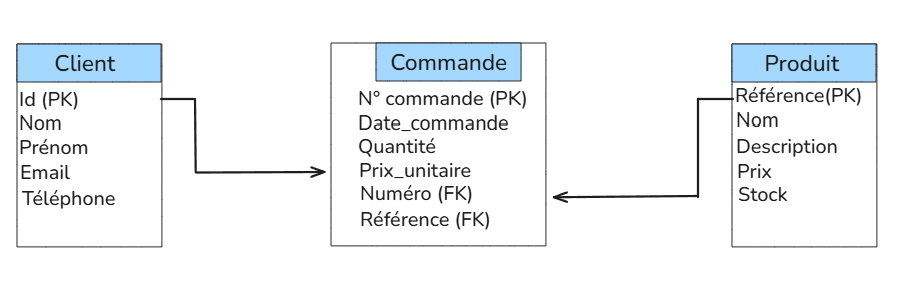 Client
Id (PK)
Nom
Prénom
Email
Téléphone
Commande
N° commande (PK)
Date_commande
Quantité
Prix_unitaire
Numéro (FK)
Référence (FK)
Produit
Référence(PK)
Nom
Description
Prix
Stock